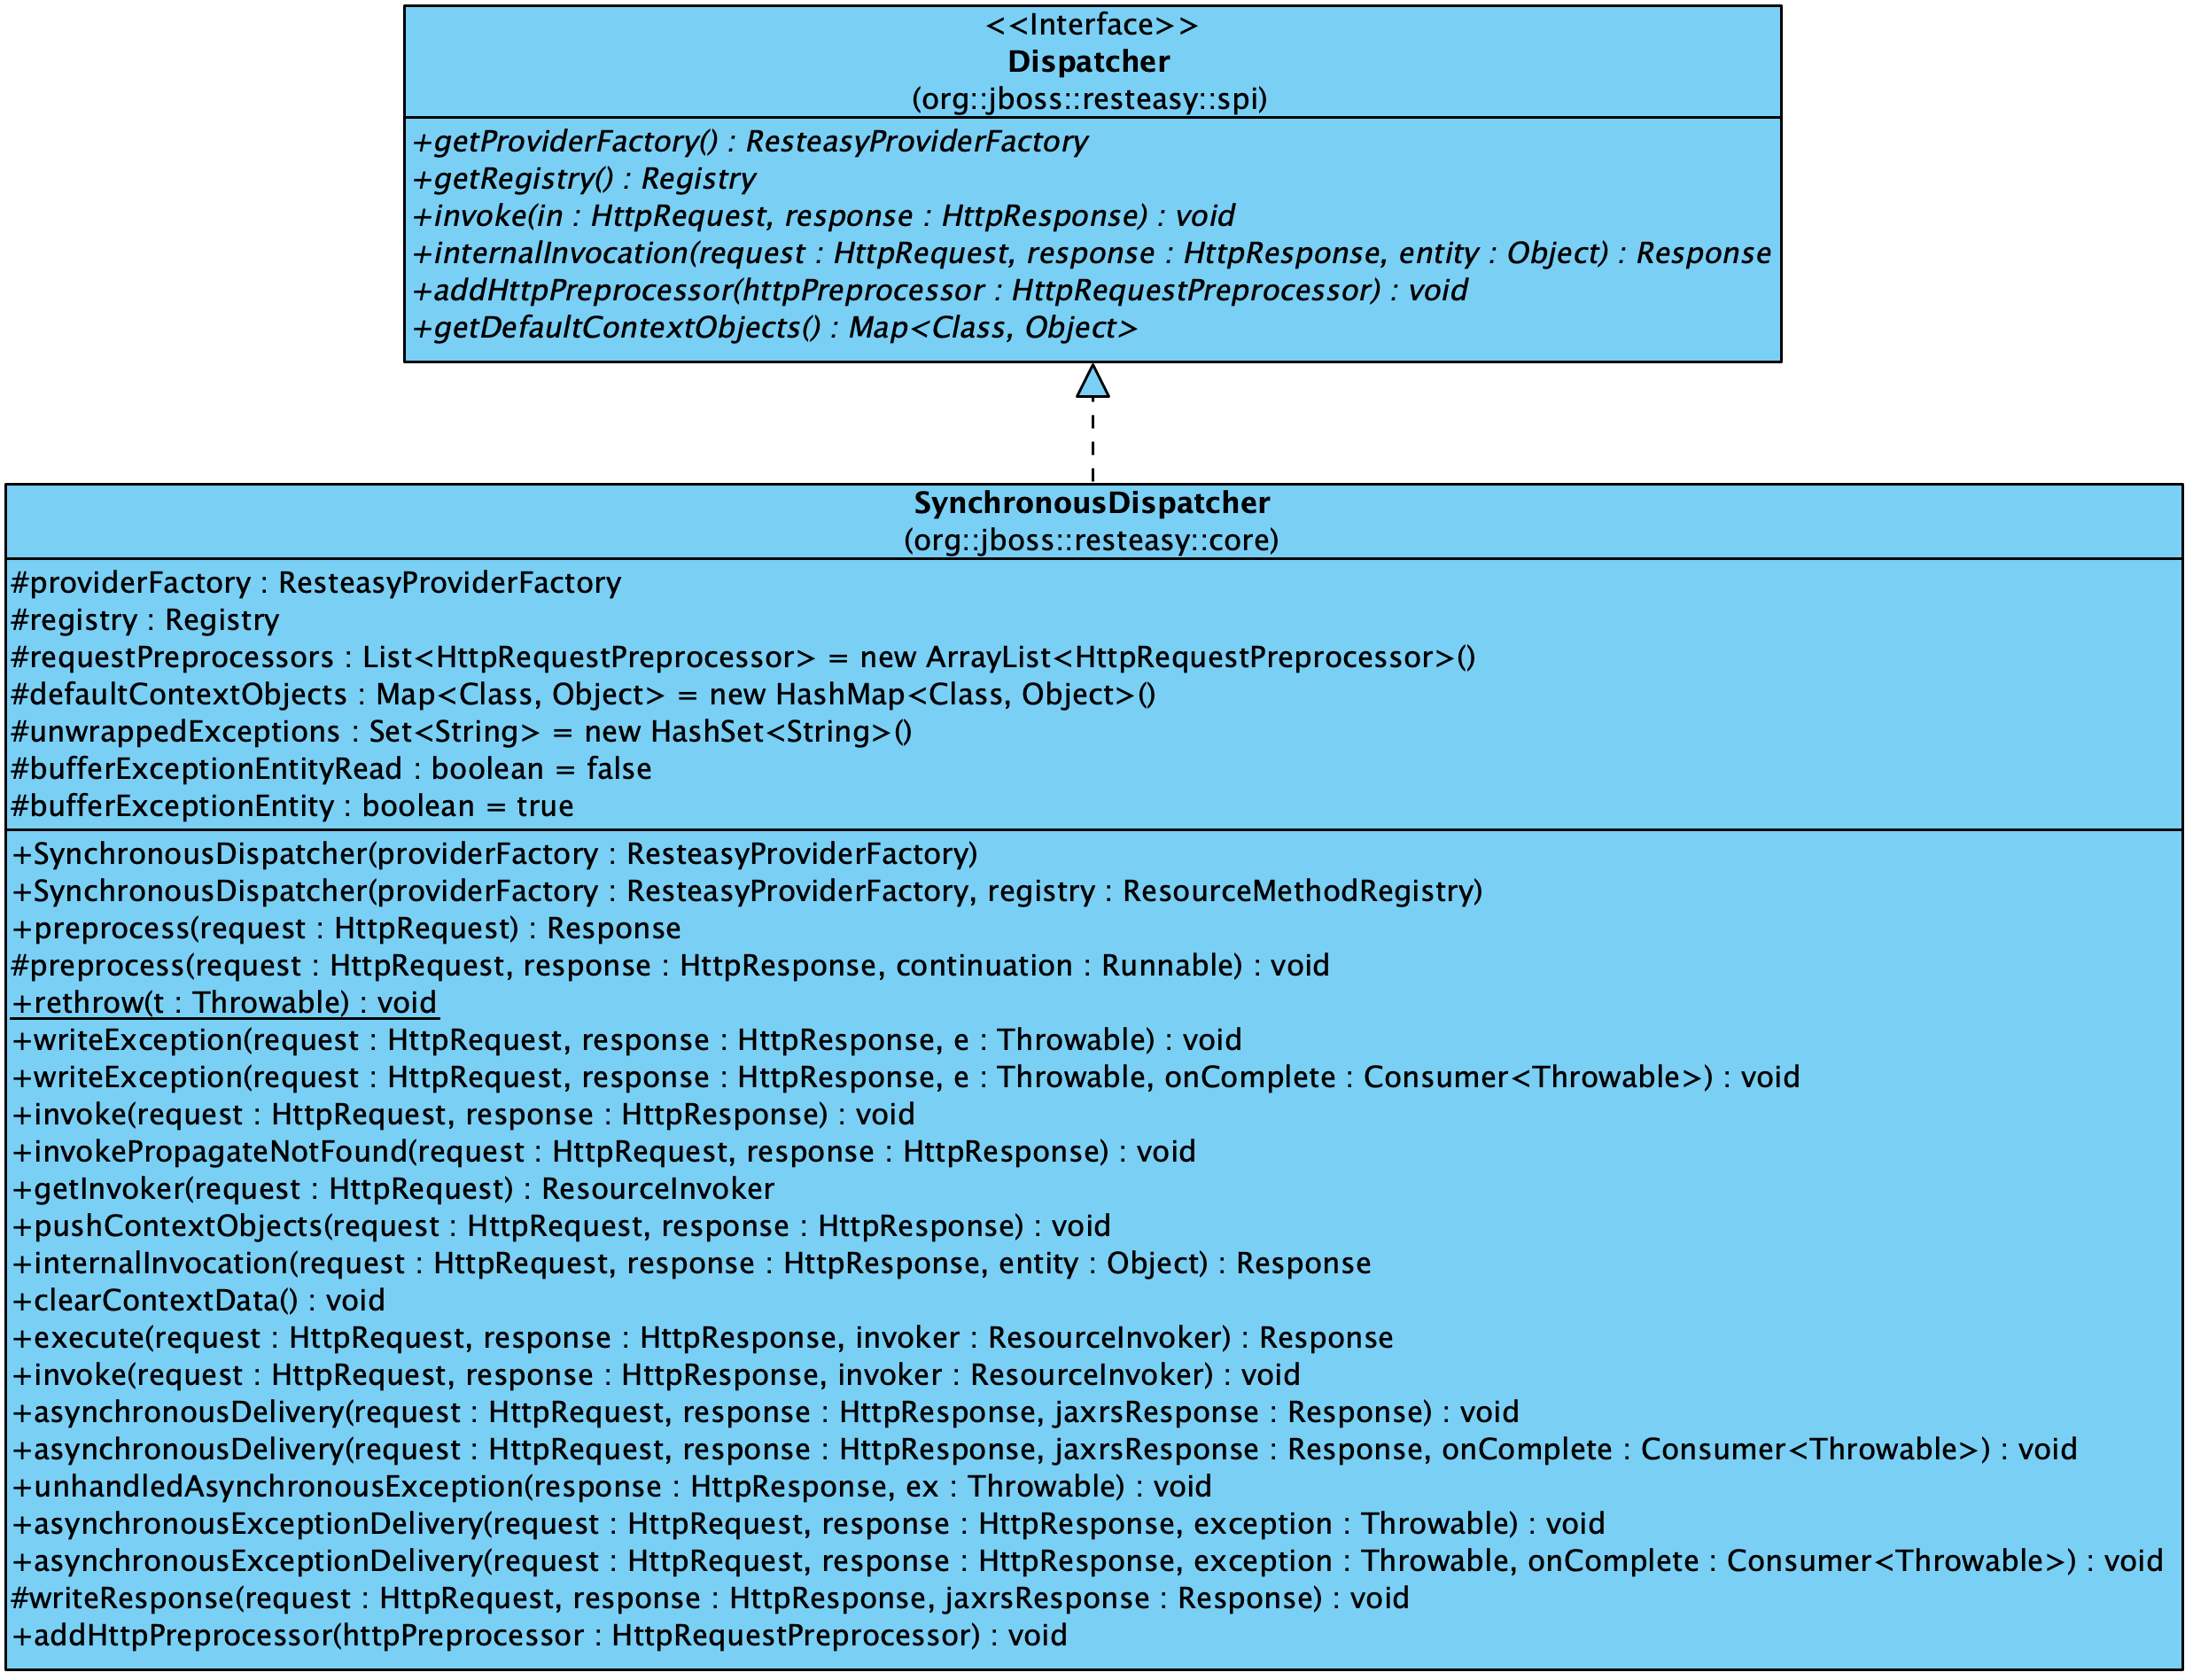 <<Interface>>
Dispatcher
(org::jboss::resteasy::spi)
+getProviderFactory() : ResteasyProviderFactory
+getRegistry() : Registry
+invoke(in : HttpRequest, response : HttpResponse) : void
+internalInvocation(request : HttpRequest, response : HttpResponse, entity : Object) : Response
+addHttpPreprocessor(httpPreprocessor : HttpRequestPreprocessor) : void
+getDefaultContextObjects() : Map<Class, Object>
SynchronousDispatcher
(org::jboss::resteasy::core)
#providerFactory : ResteasyProviderFactory
#registry : Registry
#requestPreprocessors : List<HttpRequestPreprocessor> = new ArrayList<HttpRequestPreprocessor>()
#defaultContextObjects : Map<Class, Object> = new HashMap<Class, Object>()
#unwrappedExceptions : Set<String> = new HashSet<String>()
#bufferExceptionEntityRead : boolean = false
#bufferExceptionEntity : boolean = true
+SynchronousDispatcher(providerFactory : ResteasyProviderFactory)
+SynchronousDispatcher(providerFactory : ResteasyProviderFactory, registry : ResourceMethodRegistry)
+preprocess(request : HttpRequest) : Response
#preprocess(request : HttpRequest, response : HttpResponse, continuation : Runnable) : void
+rethrow(t : Throwable) : void
+writeException(request : HttpRequest, response : HttpResponse, e : Throwable) : void
+writeException(request : HttpRequest, response : HttpResponse, e : Throwable, onComplete : Consumer<Throwable>) : void
+invoke(request : HttpRequest, response : HttpResponse) : void
+invokePropagateNotFound(request : HttpRequest, response : HttpResponse) : void
+getInvoker(request : HttpRequest) : ResourceInvoker
+pushContextObjects(request : HttpRequest, response : HttpResponse) : void
+internalInvocation(request : HttpRequest, response : HttpResponse, entity : Object) : Response
+clearContextData() : void
+execute(request : HttpRequest, response : HttpResponse, invoker : ResourceInvoker) : Response
+invoke(request : HttpRequest, response : HttpResponse, invoker : ResourceInvoker) : void
+asynchronousDelivery(request : HttpRequest, response : HttpResponse, jaxrsResponse : Response) : void
+asynchronousDelivery(request : HttpRequest, response : HttpResponse, jaxrsResponse : Response, onComplete : Consumer<Throwable>) : void
+unhandledAsynchronousException(response : HttpResponse, ex : Throwable) : void
+asynchronousExceptionDelivery(request : HttpRequest, response : HttpResponse, exception : Throwable) : void
+asynchronousExceptionDelivery(request : HttpRequest, response : HttpResponse, exception : Throwable, onComplete : Consumer<Throwable>) : void
#writeResponse(request : HttpRequest, response : HttpResponse, jaxrsResponse : Response) : void
+addHttpPreprocessor(httpPreprocessor : HttpRequestPreprocessor) : void